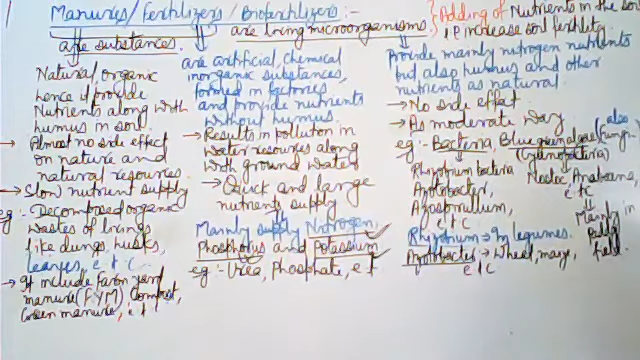 Manures/Fertilizers/Biofertilizers:-
Adding of Nutrients in the soil
i.e increase soil fertility
are substances.
are living microorganisms.
Natural/organic
hence it provide
Nutrients along with
humus in soil.
→ Almost no side effect
on nature and
natural resources.
→ Slow nutrient supply
eg:- Decomposed organic
wastes of livings
like dungs, husks,
leaves, etc.
→ It include Farm yard
manure (FYM) Compost,
Green manure, etc
are artificial, chemical
inorganic substances,
formed in factories
and provide nutrients
without humus.
→ Results in pollution in
water resources along
with ground water
→ Quick and large
nutrients supply
Mainly supply Nitrogen,
Phosphorus and Potassium
eg:- Urea, Phosphate, etc
Provide mainly nitrogen nutrients
but also humus and other
nutrients as natural.
→ No side effect
→ As moderate way
eg:- Bacteria, Blue green algae, (also fungi)
(Cynobacteria)
Rhyzobium bacteria
Azotobacter,
Azospirullum,
etc
Nostoc, Anabaena,
etc
Mainly in
Paddy
field.
Rhyzobium → In legumes.
Azotobacter → Wheat, maize,
etc